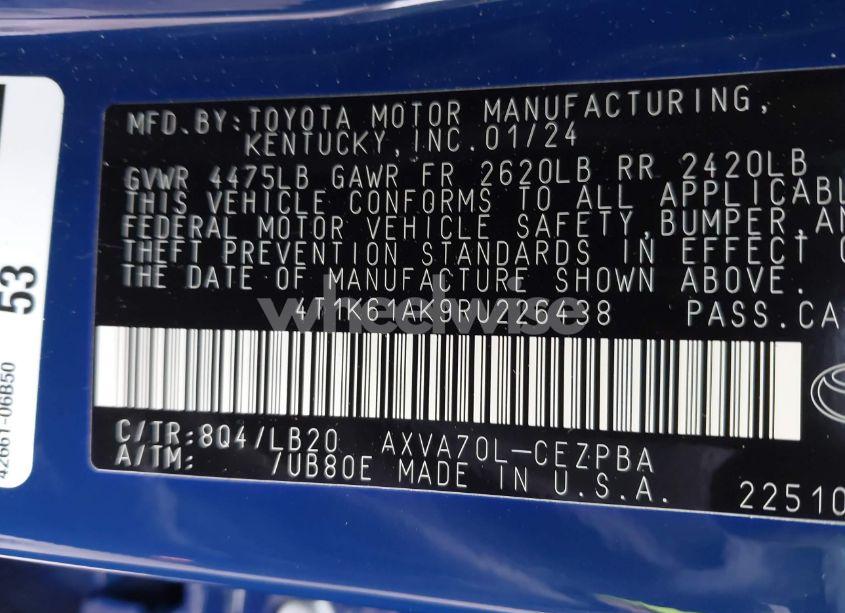 MFD. BY: TOYOTA MOTOR MANUFACTURING,
KENTUCKY, INC. 01/24
GVWR 4475LB GAWR FR 2620LB RR 2420LB
THIS VEHICLE CONFORMS TO ALL APPLICABL
FEDERAL MOTOR VEHICLE SAFETY, BUMPER, AN
THEFT PREVENTION STANDARDS IN EFFECT O
THE DATE OF MANUFACTURE SHOWN ABOVE.
4T1K61AK9RU226438 PASS.CA
wheelwise
C/TR:8Q4/LB20 AXVA70L-CEZPBA
A/TM: /UB80E MADE IN U.S.A.
22510
53
42661-06B50